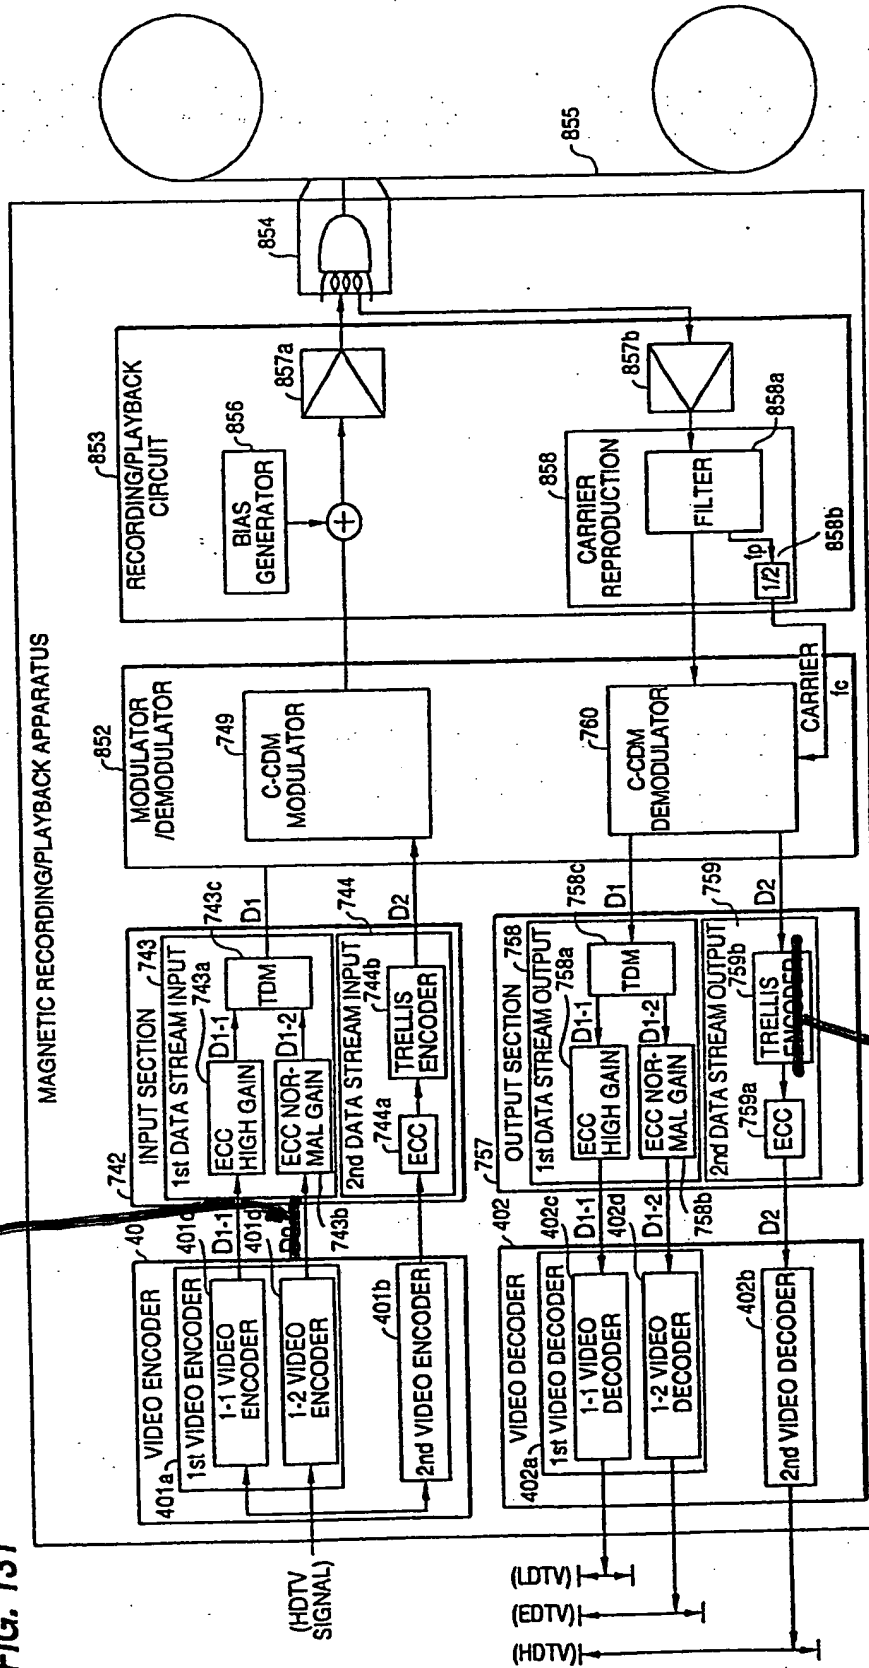 FIG. 131
MAGNETIC RECORDING/PLAYBACK APPARATUS
(HDTV
SIGNAL)
VIDEO ENCODER
401a
1st VIDEO ENCODER
401c
1-1 VIDEO
ENCODER
401d
1-2 VIDEO
ENCODER
401b
2nd VIDEO ENCODER
D1-1
742
INPUT SECTION
743
1st DATA STREAM INPUT
743a
ECC
HIGH GAIN
743b
ECC NOR-
MAL GAIN
D1-1
D1-2
743c
TDM
D1
744
2nd DATA STREAM INPUT
744a
ECC
744b
TRELLIS
ENCODER
D2
852
MODULATOR
/DEMODULATOR
749
C-CDM
MODULATOR
853
RECORDING/PLAYBACK
CIRCUIT
856
BIAS
GENERATOR
+
857a
854
855
(LDTV)
(EDTV)
(HDTV)
402
VIDEO DECODER
402a
1st VIDEO DECODER
402c
1-1 VIDEO
DECODER
402d
1-2 VIDEO
DECODER
402b
2nd VIDEO DECODER
D1-1
D1-2
D2
757
OUTPUT SECTION
758
1st DATA STREAM OUTPUT
758a
ECC
HIGH GAIN
758b
ECC NOR-
MAL GAIN
D1-1
D1-2
758c
TDM
D1
759
2nd DATA STREAM OUTPUT
759a
ECC
759b
TRELLIS
ENCODER
D2
760
C-CDM
DEMODULATOR
CARRIER
fc
858
CARRIER
REPRODUCTION
858a
FILTER
fp
1/2
858b
857b